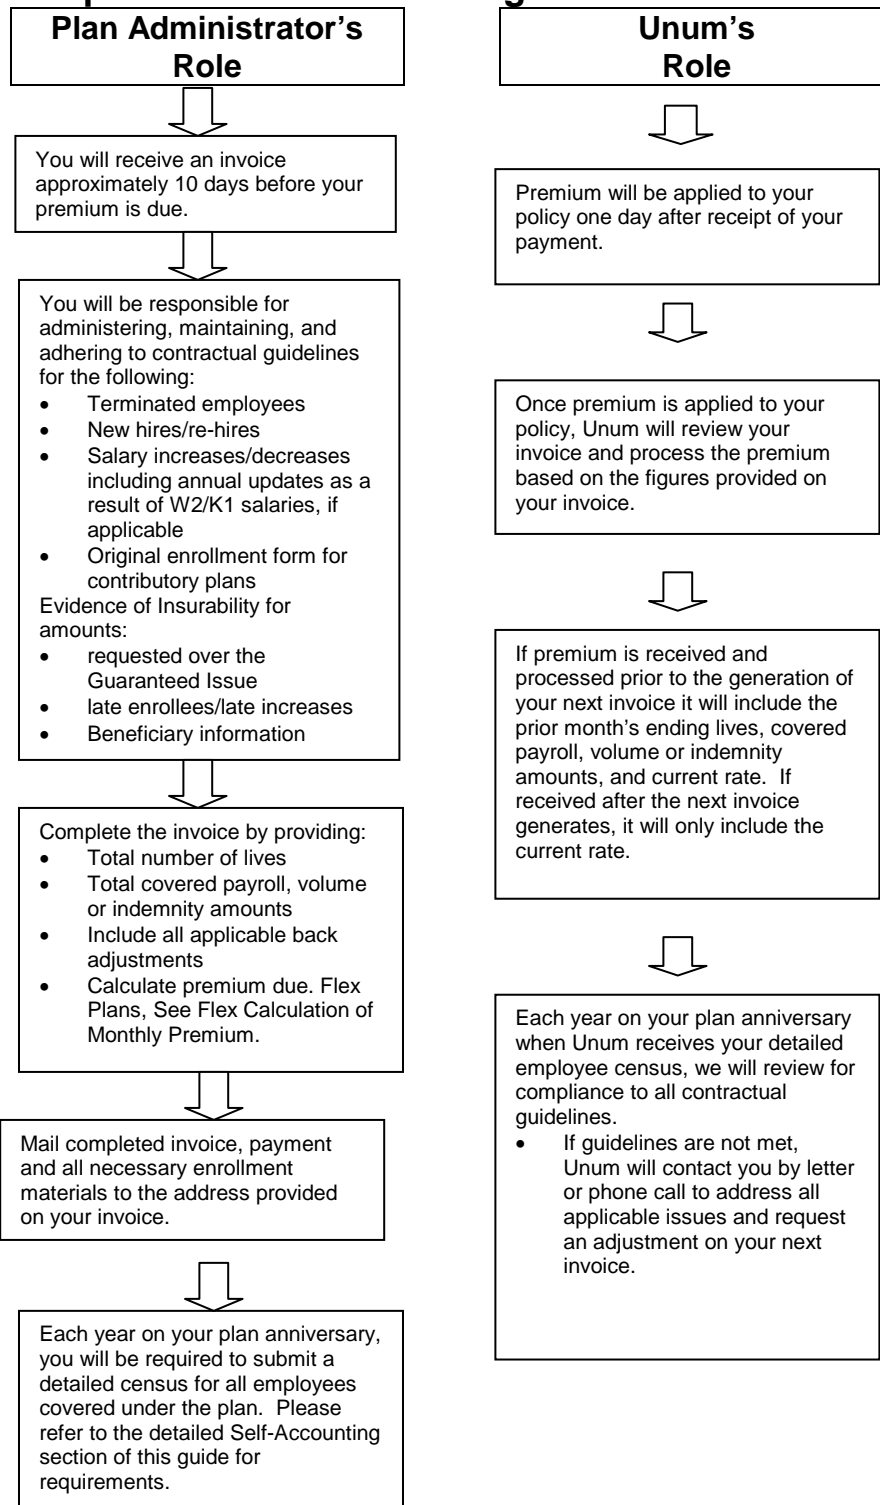 Plan Administrator's
Role
You will receive an invoice
approximately 10 days before your
premium is due.
You will be responsible for
administering, maintaining, and
adhering to contractual guidelines
for the following:
• Terminated employees
• New hires/re-hires
• Salary increases/decreases
including annual updates as a
result of W2/K1 salaries, if
applicable
• Original enrollment form for
contributory plans
Evidence of Insurability for
amounts:
• requested over the
Guaranteed Issue
• late enrollees/late increases
• Beneficiary information
Complete the invoice by providing:
• Total number of lives
• Total covered payroll, volume
or indemnity amounts
• Include all applicable back
adjustments
• Calculate premium due. Flex
Plans, See Flex Calculation of
Monthly Premium.
Mail completed invoice, payment
and all necessary enrollment
materials to the address provided
on your invoice.
Each year on your plan anniversary,
you will be required to submit a
detailed census for all employees
covered under the plan.  Please
refer to the detailed Self-Accounting
section of this guide for
requirements.
Unum's
Role
Premium will be applied to your
policy one day after receipt of your
payment.
Once premium is applied to your
policy, Unum will review your
invoice and process the premium
based on the figures provided on
your invoice.
If premium is received and
processed prior to the generation of
your next invoice it will include the
prior month's ending lives, covered
payroll, volume or indemnity
amounts, and current rate.  If
received after the next invoice
generates, it will only include the
current rate.
Each year on your plan anniversary
when Unum receives your detailed
employee census, we will review for
compliance to all contractual
guidelines.
• If guidelines are not met,
Unum will contact you by letter
or phone call to address all
applicable issues and request
an adjustment on your next
invoice.